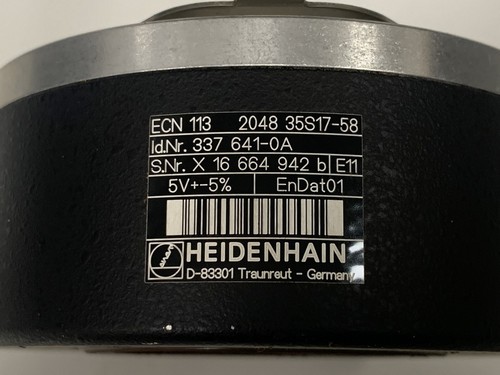 ECN 113 2048 35S17-58
Id.Nr. 337 641-0A
S.Nr. X 16 664 942 b E11
5V+-5% EnDat01
HEIDENHAIN
D-83301 Traunreut - Germany